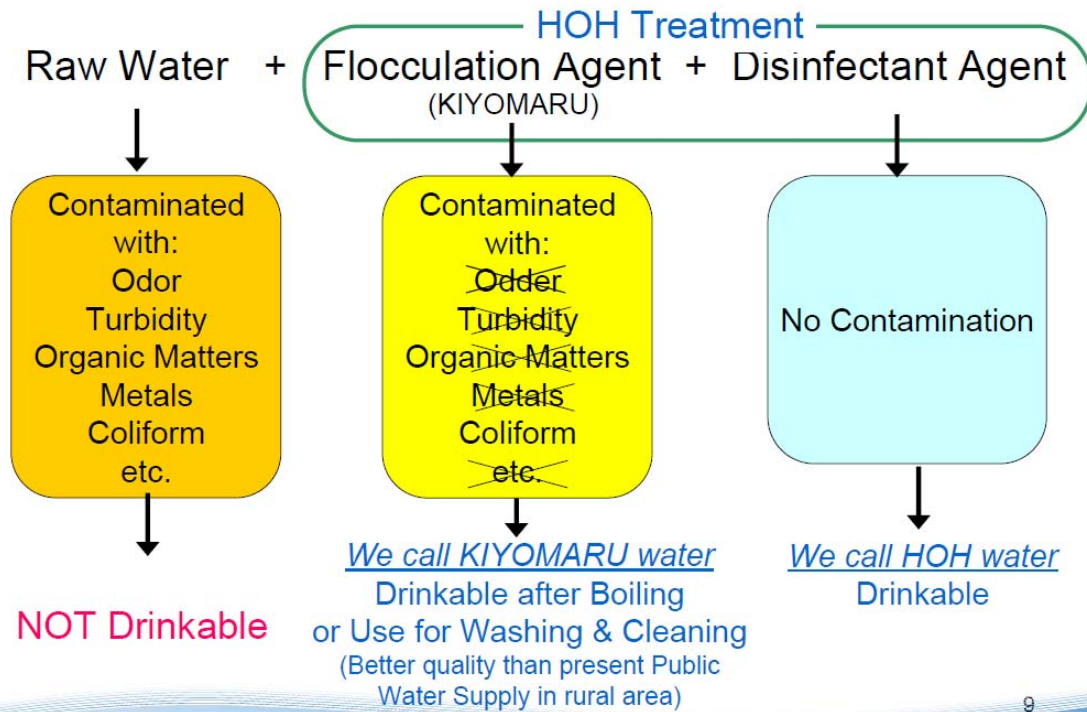 HOH Treatment
Raw Water + Flocculation Agent + Disinfectant Agent
(KIYOMARU)
Contaminated
with:
Odor
Turbidity
Organic Matters
Metals
Coliform
etc.
NOT Drinkable
Contaminated
with:
Odder
Turbidity
Organic Matters
Metals
Coliform
etc.
We call KIYOMARU water
Drinkable after Boiling
or Use for Washing & Cleaning
(Better quality than present Public
Water Supply in rural area)
No Contamination
We call HOH water
Drinkable
9